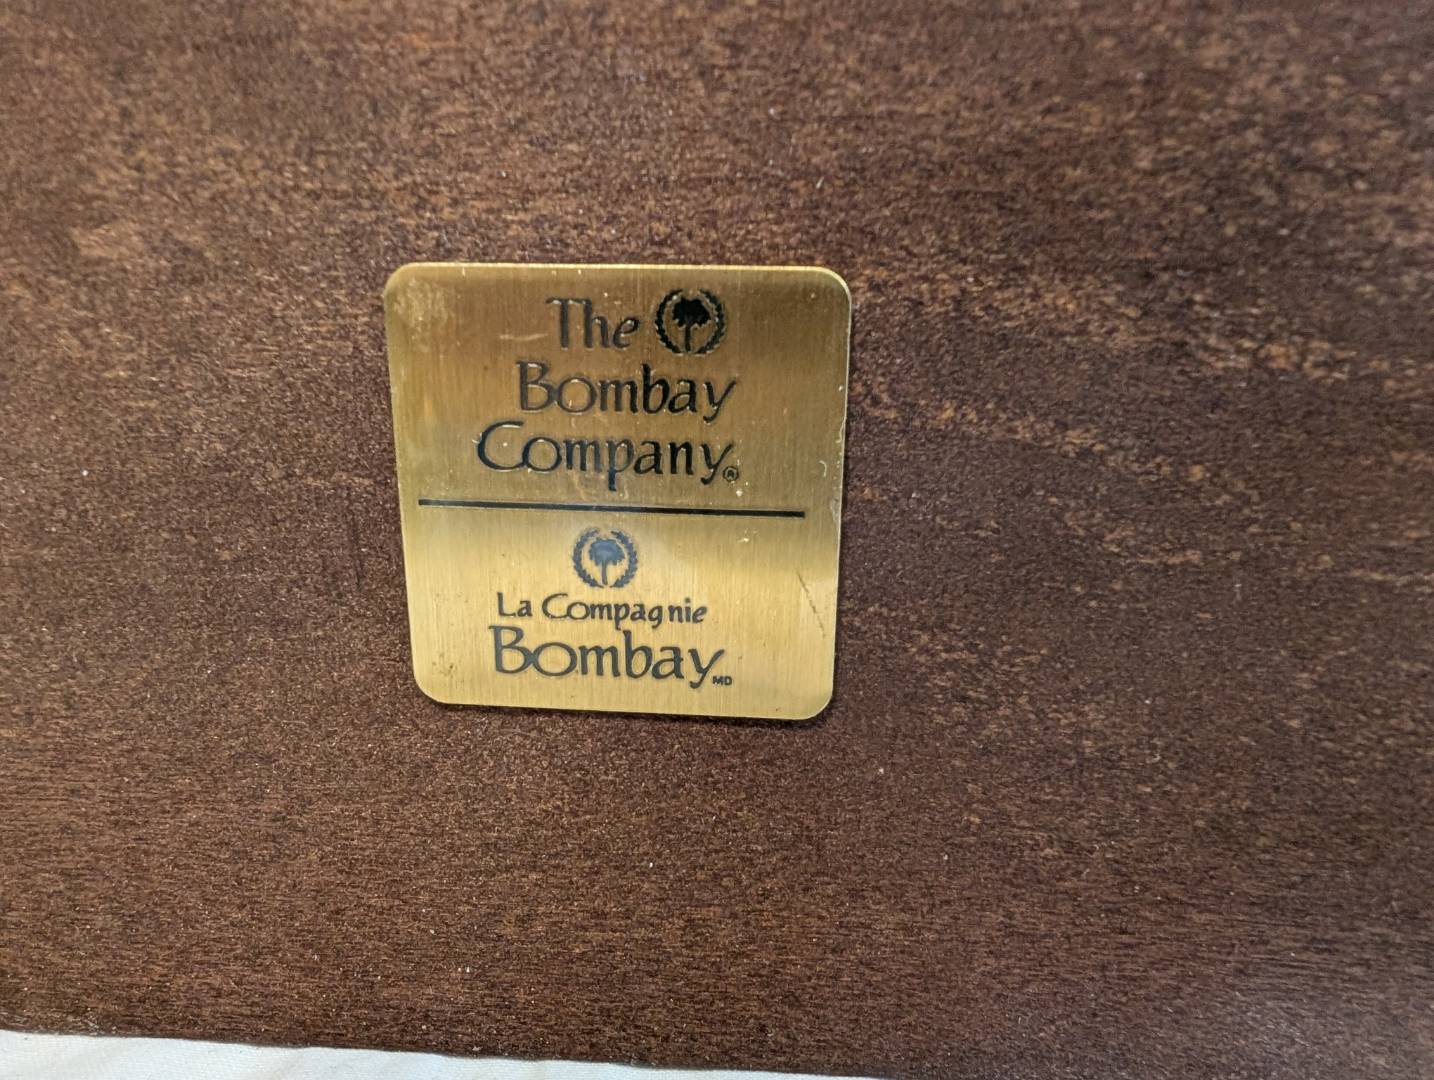 The
Bombay
Company®
La Compagnie
Bombay MD